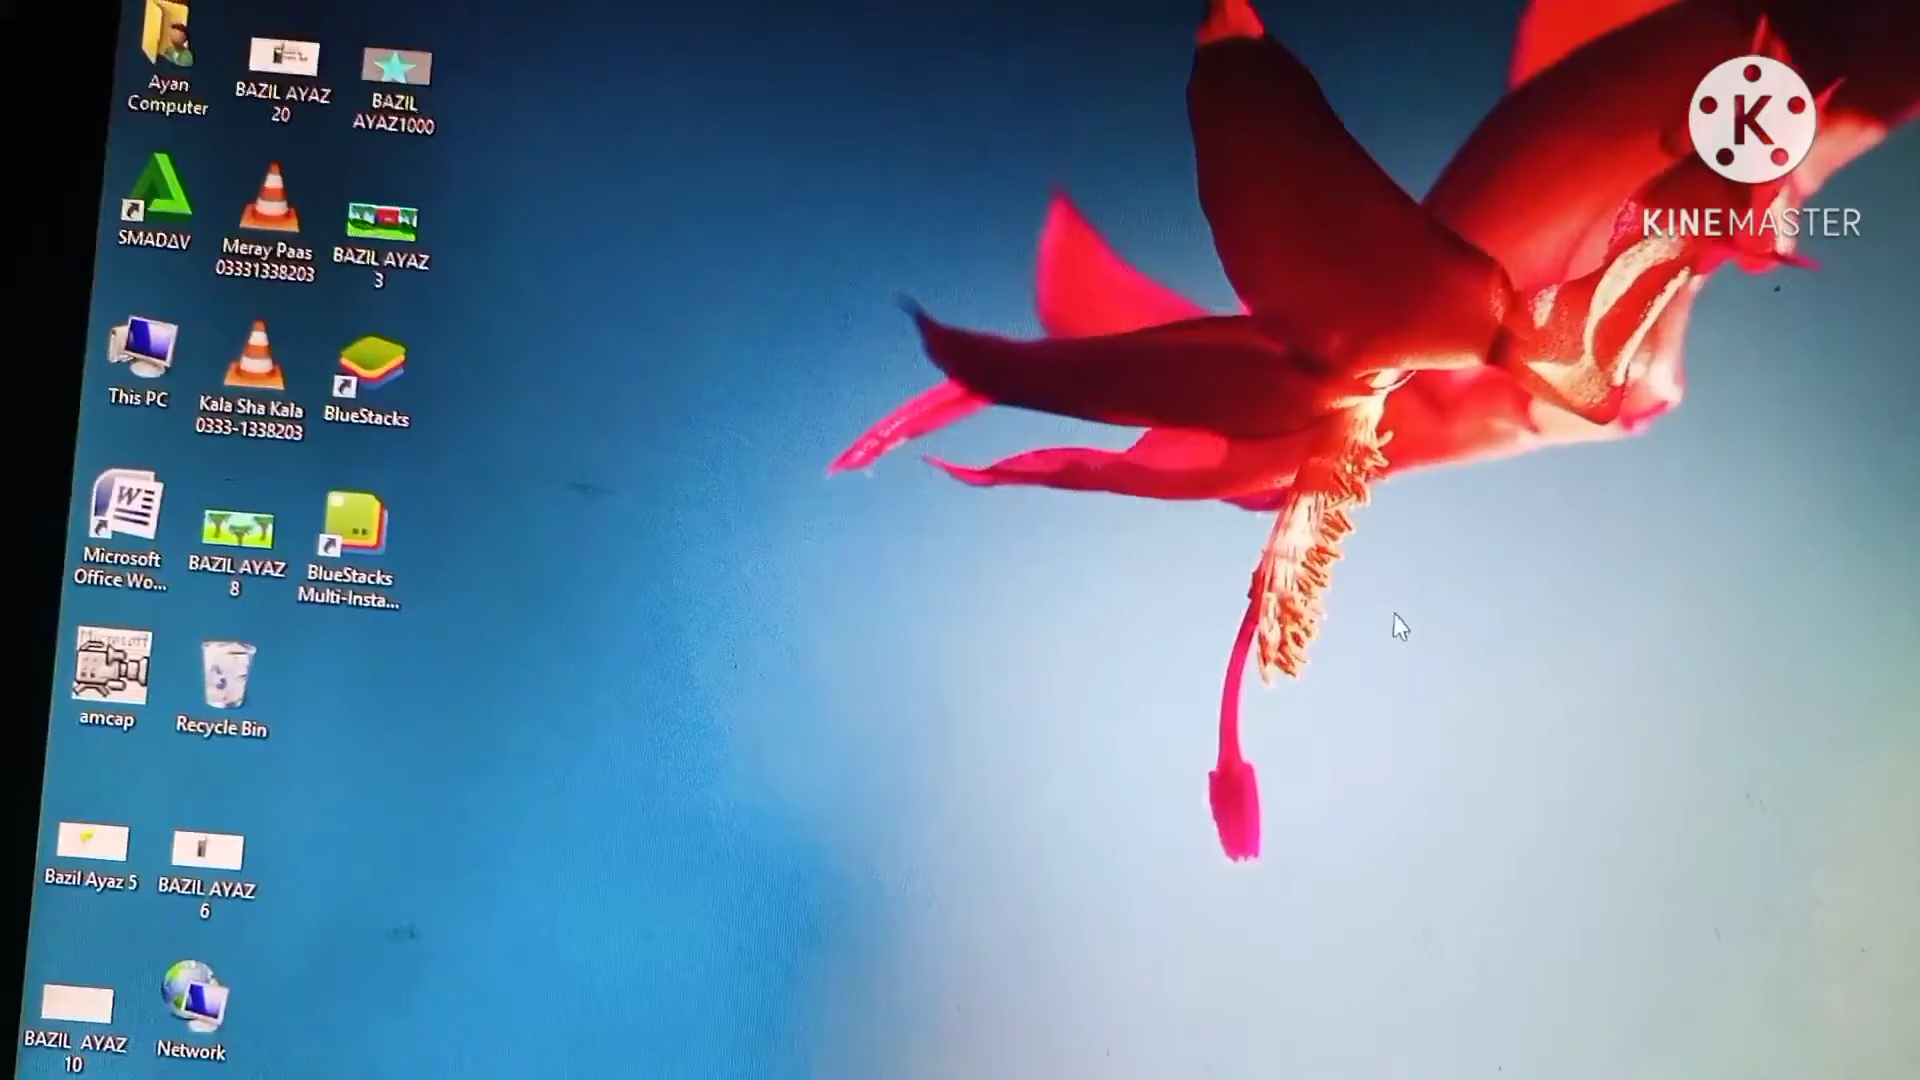 Ayan
Computer
BAZIL AYAZ
20
BAZIL
AYAZ1000
SMADAV
Meray Paas
03331338203
BAZIL AYAZ
3
This PC
Kala Sha Kala
0333-1338203
BlueStacks
W
Microsoft
Office Wo...
BAZIL AYAZ
8
BlueStacks
Multi-Insta...
Microsoft
amcap
Recycle Bin
Bazil Ayaz 5
BAZIL AYAZ
6
BAZIL AYAZ
10
Network
K
KINEMASTER